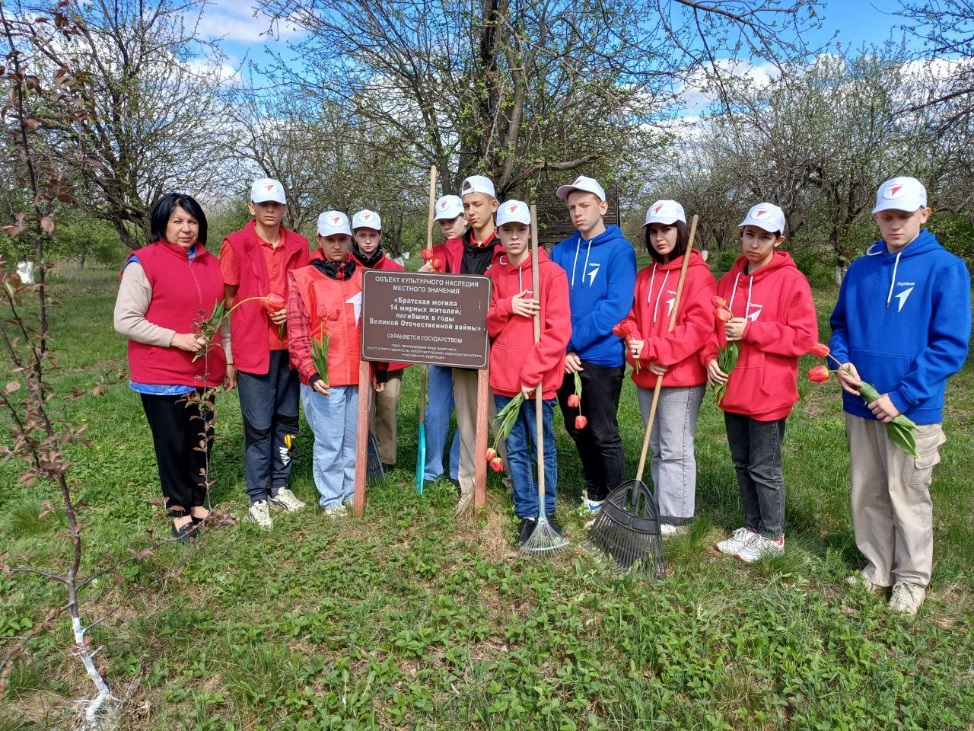 ОБЪЕКТ КУЛЬТУРНОГО НАСЛЕДИЯ
МЕСТНОГО ЗНАЧЕНИЯ
«Братская могила
14 мирных жителей,
погибших в годы
Великой Отечественной войны»
ОХРАНЯЕТСЯ ГОСУДАРСТВОМ